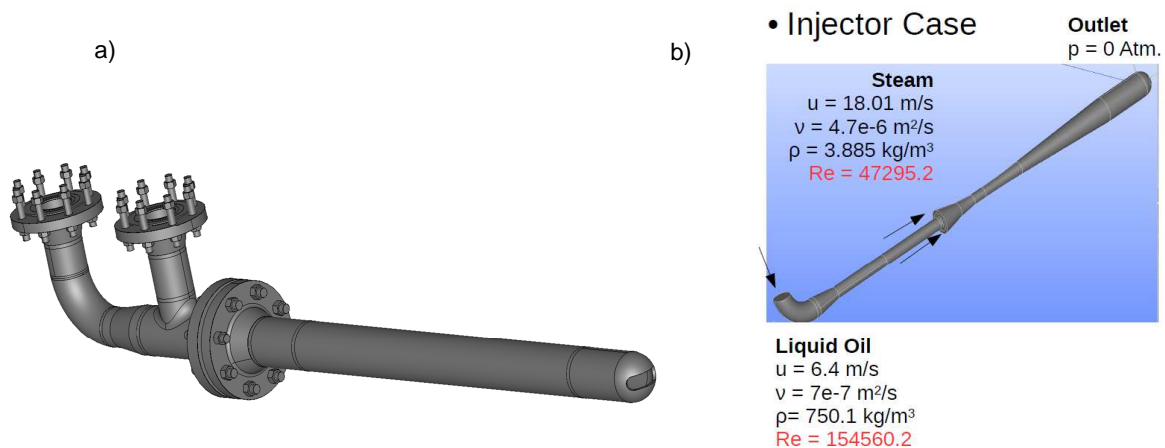 a)
b)
• Injector Case
Outlet
p = 0 Atm.
Steam
u = 18.01 m/s
ν = 4.7e-6 m²/s
ρ = 3.885 kg/m³
Re = 47295.2
Liquid Oil
u = 6.4 m/s
ν = 7e-7 m²/s
ρ= 750.1 kg/m³
Re = 154560.2